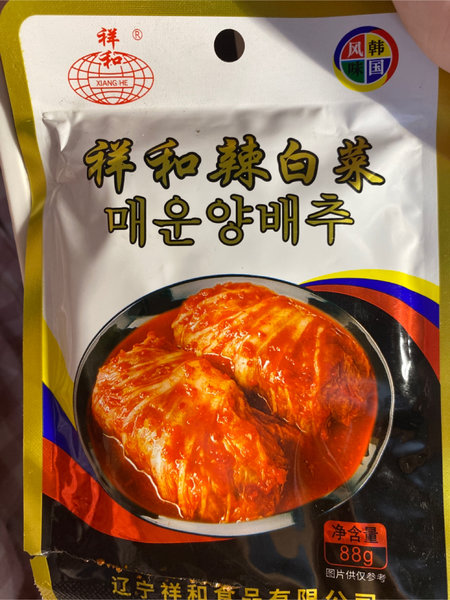 祥和®
XIANG HE
韩国
风味
祥和辣白菜
매운양배추
净含量
88g
图片仅供参考
辽宁祥和食品有限公司